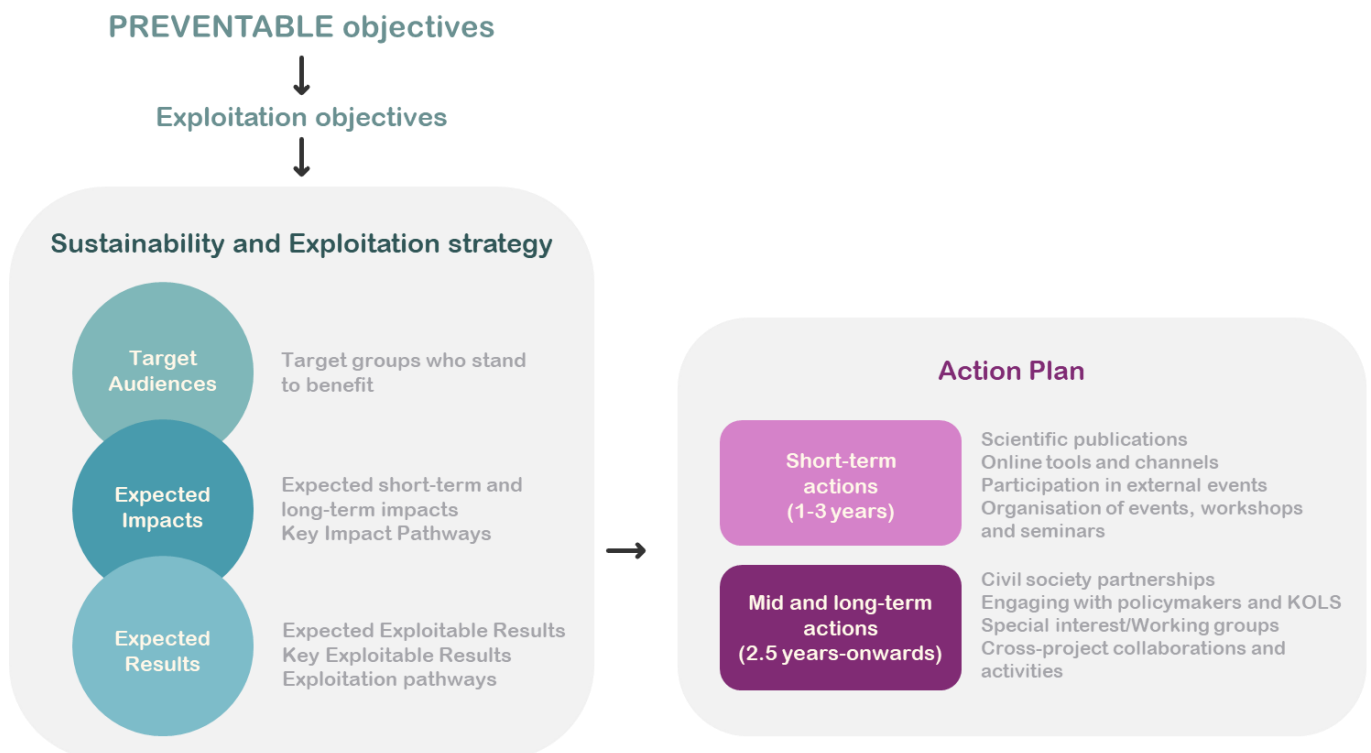 PREVENTABLE objectives
Exploitation objectives
Sustainability and Exploitation strategy
Target
Audiences
Target groups who stand
to benefit
Expected
Impacts
Expected short-term and
long-term impacts
Key Impact Pathways
Expected
Results
Expected Exploitable Results
Key Exploitable Results
Exploitation pathways
Action Plan
Short-term
actions
(1-3 years)
Scientific publications
Online tools and channels
Participation in external events
Organisation of events, workshops
and seminars
Mid and long-term
actions
(2.5 years-onwards)
Civil society partnerships
Engaging with policymakers and KOLS
Special interest/Working groups
Cross-project collaborations and
activities